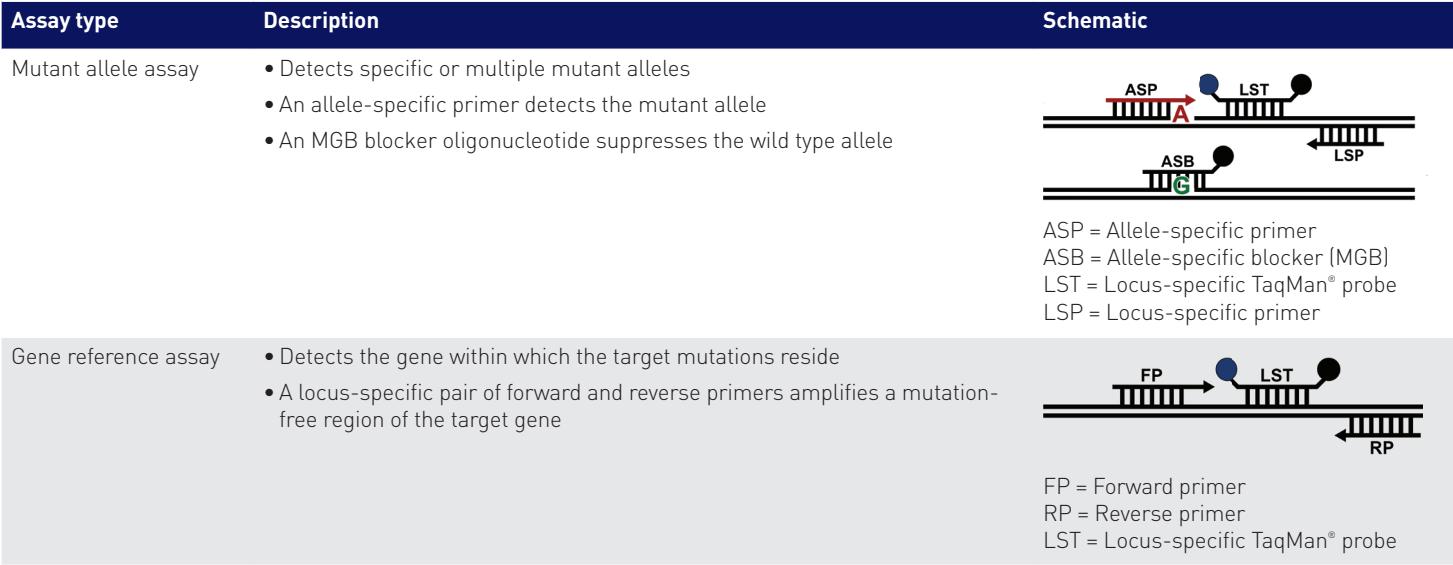 Assay type Description Schematic
Mutant allele assay
• Detects specific or multiple mutant alleles
• An allele-specific primer detects the mutant allele
• An MGB blocker oligonucleotide suppresses the wild type allele
ASP LST
A
LSP
ASB
G
ASP = Allele-specific primer
ASB = Allele-specific blocker (MGB)
LST = Locus-specific TaqMan® probe
LSP = Locus-specific primer
Gene reference assay
• Detects the gene within which the target mutations reside
• A locus-specific pair of forward and reverse primers amplifies a mutation-
free region of the target gene
FP LST
RP
FP = Forward primer
RP = Reverse primer
LST = Locus-specific TaqMan® probe